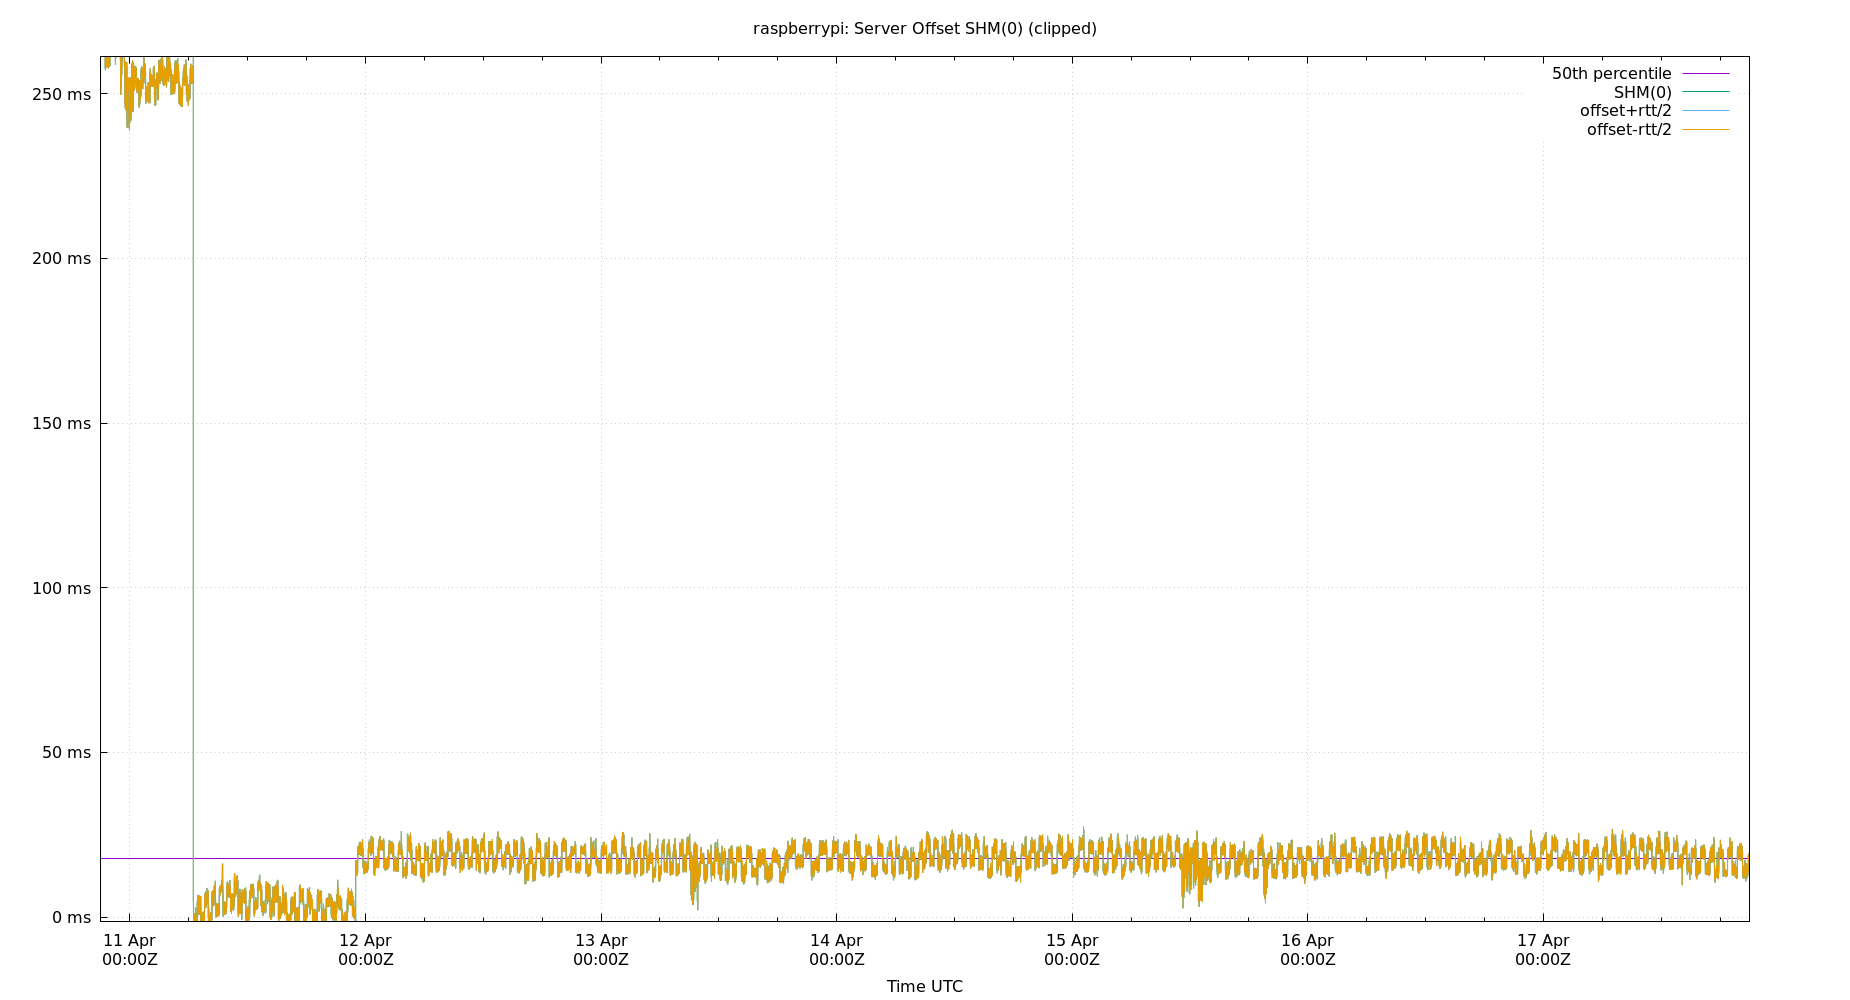 raspberrypi: Server Offset SHM(0) (clipped)
50th percentile
SHM(0)
offset+rtt/2
offset-rtt/2
250 ms
200 ms
150 ms
100 ms
50 ms
0 ms
11 Apr 12 Apr 13 Apr 14 Apr 15 Apr 16 Apr 17 Apr
00:00Z 00:00Z 00:00Z 00:00Z 00:00Z 00:00Z 00:00Z
Time UTC